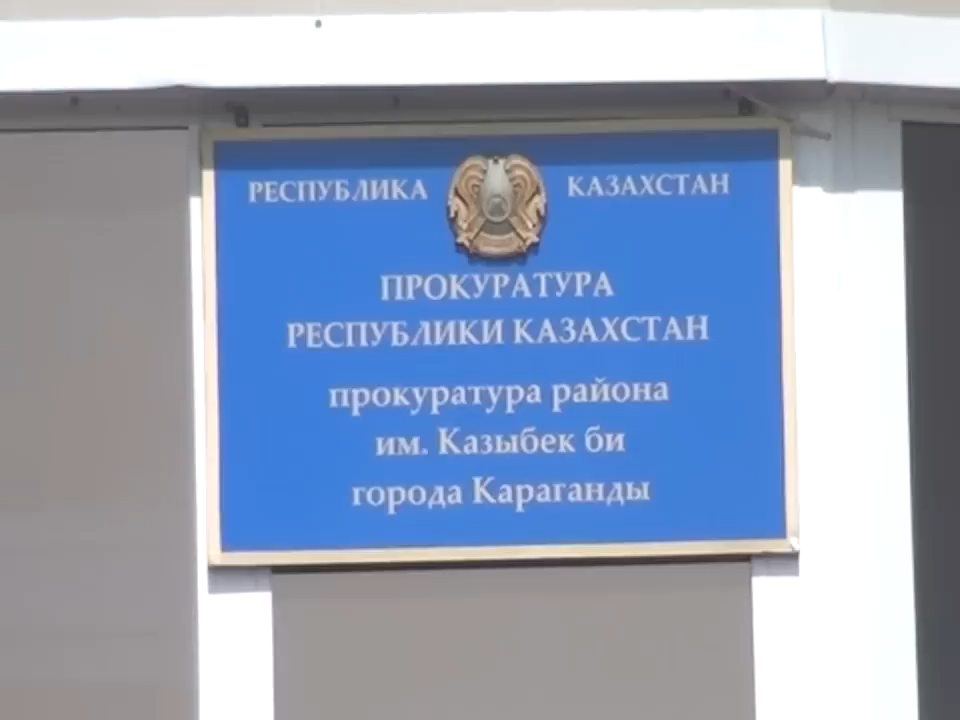 РЕСПУБЛИКА КАЗАХСТАН
ПРОКУРАТУРА
РЕСПУБЛИКИ КАЗАХСТАН
прокуратура района
им. Казыбек би
города Караганды